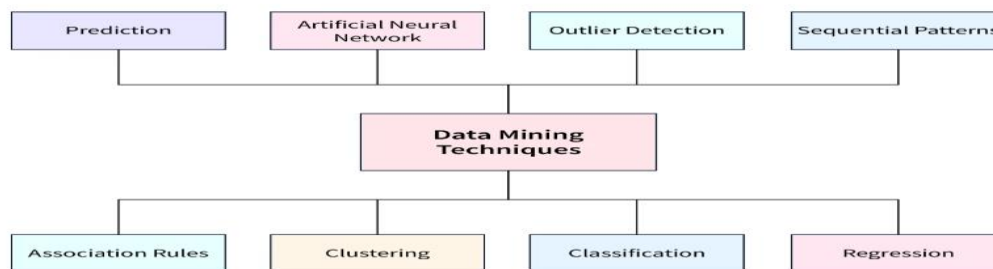 Prediction
Artificial Neural
Network
Outlier Detection
Sequential Patterns
Data Mining
Techniques
Association Rules
Clustering
Classification
Regression